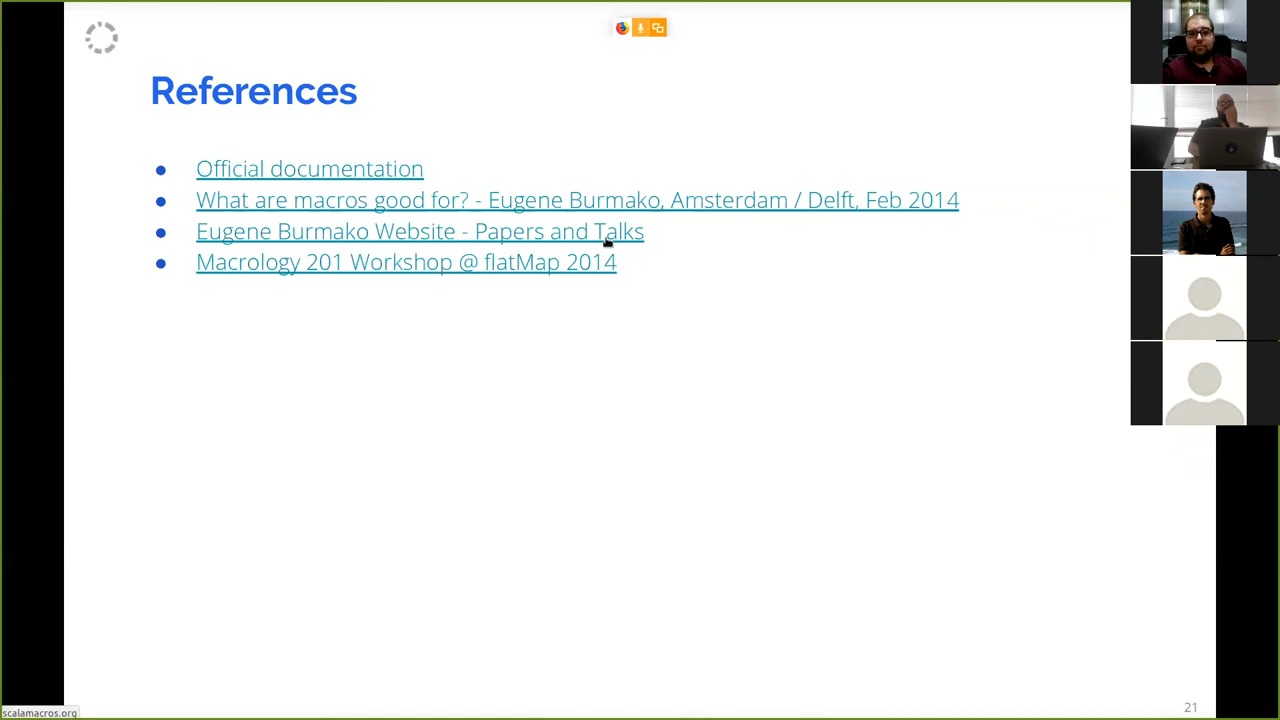 References
Official documentation
What are macros good for? - Eugene Burmako, Amsterdam / Delft, Feb 2014
Eugene Burmako Website - Papers and Talks
Macrology 201 Workshop @ flatMap 2014
21
scalamacros.org